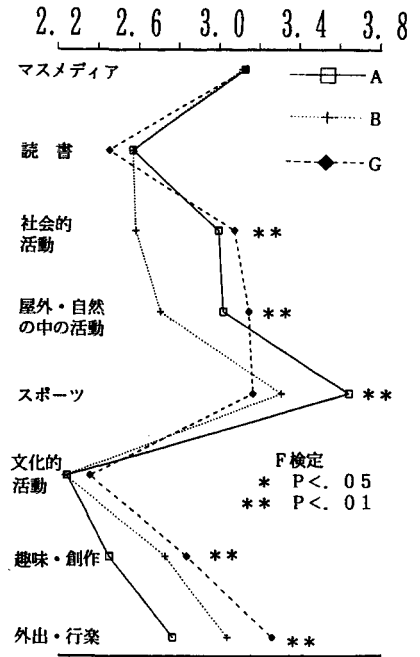 2.2 2.6 3.0 3.4 3.8
マスメディア
A
B
読 書
G
社会的
活動
**
屋外・自然
の中の活動
**
スポーツ
**
文化的
活動
F検定
* P<.05
** P<.01
趣味・創作
**
外出・行楽
**